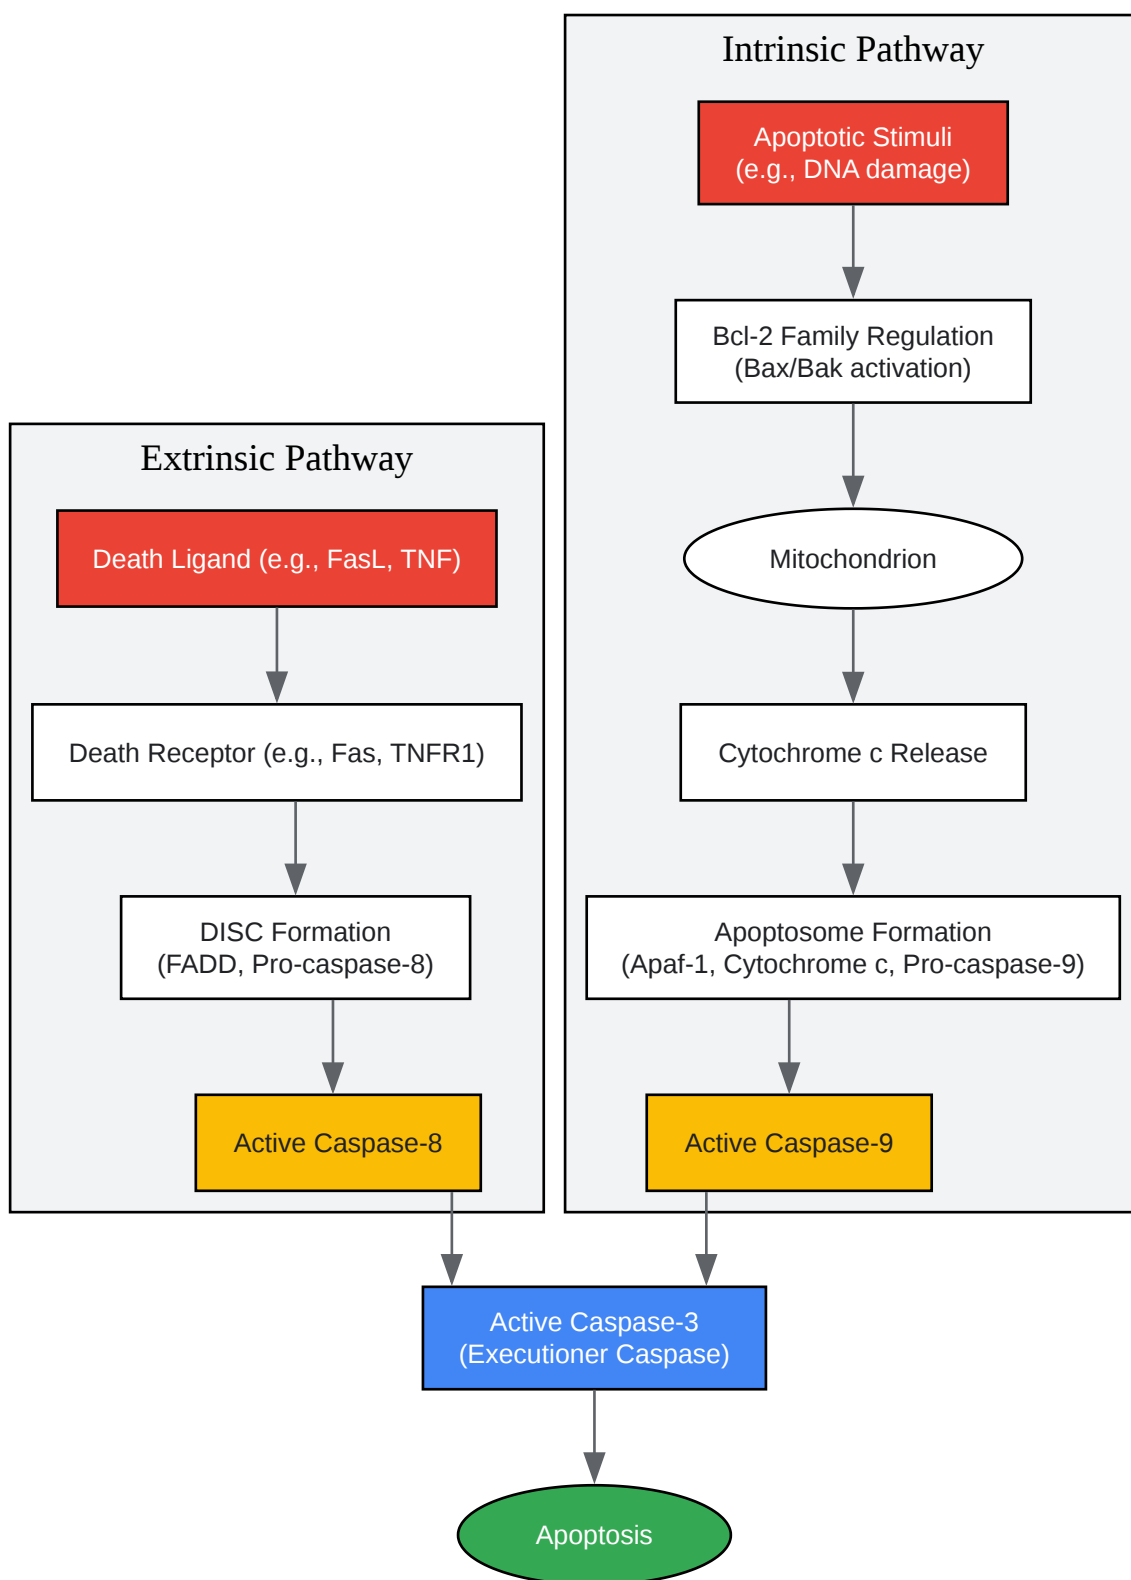 Intrinsic Pathway
Apoptotic Stimuli
(e.g., DNA damage)
Bcl-2 Family Regulation
(Bax/Bak activation)
Mitochondrion
Cytochrome c Release
Apoptosome Formation
(Apaf-1, Cytochrome c, Pro-caspase-9)
Active Caspase-9
Extrinsic Pathway
Death Ligand (e.g., FasL, TNF)
Death Receptor (e.g., Fas, TNFR1)
DISC Formation
(FADD, Pro-caspase-8)
Active Caspase-8
Active Caspase-3
(Executioner Caspase)
Apoptosis